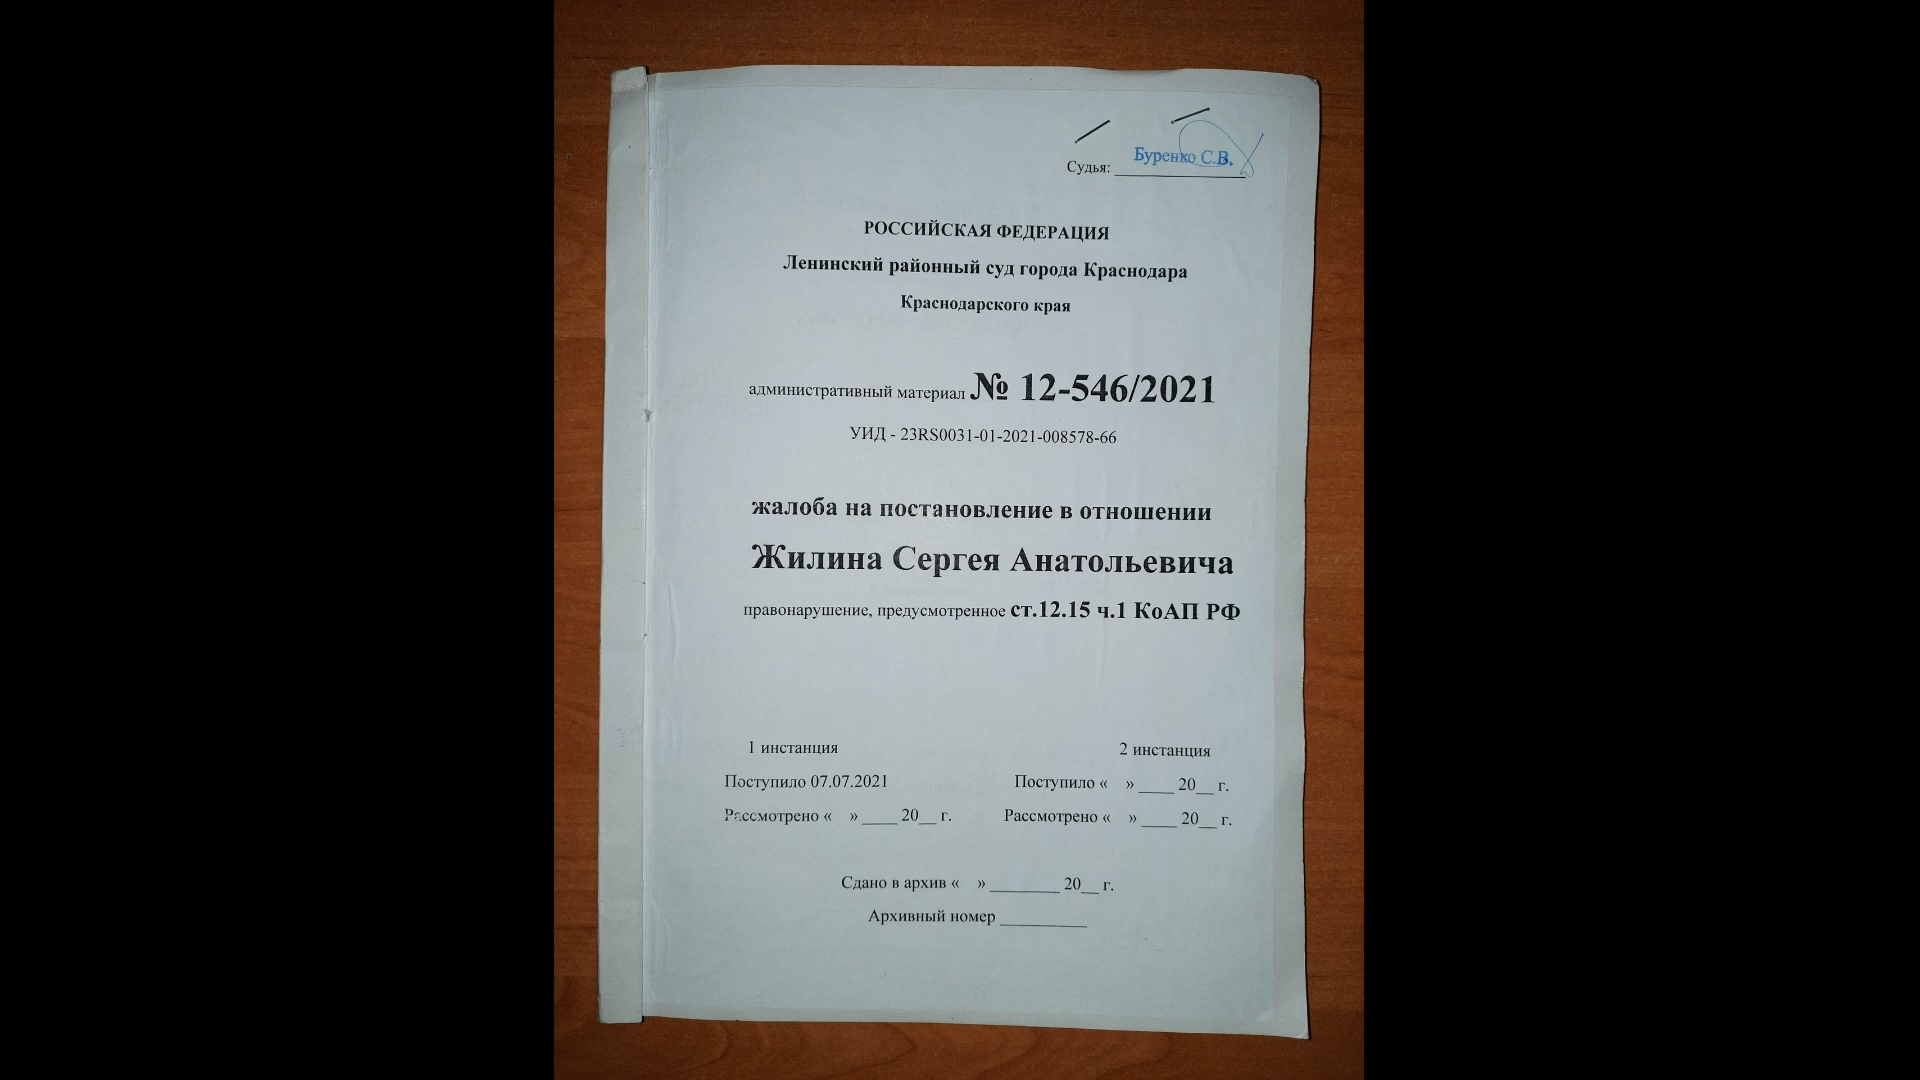 Судья: Буренко С.В.
РОССИЙСКАЯ ФЕДЕРАЦИЯ
Ленинский районный суд города Краснодара
Краснодарского края
административный материал № 12-546/2021
УИД - 23RS0031-01-2021-008578-66
жалоба на постановление в отношении
Жилина Сергея Анатольевича
правонарушение, предусмотренное ст.12.15 ч.1 КоАП РФ
1 инстанция 2 инстанция
Поступило 07.07.2021 Поступило « » ____ 20__ г.
Рассмотрено « » ____ 20__ г. Рассмотрено « » ____ 20__ г.
Сдано в архив « » ________ 20__ г.
Архивный номер __________